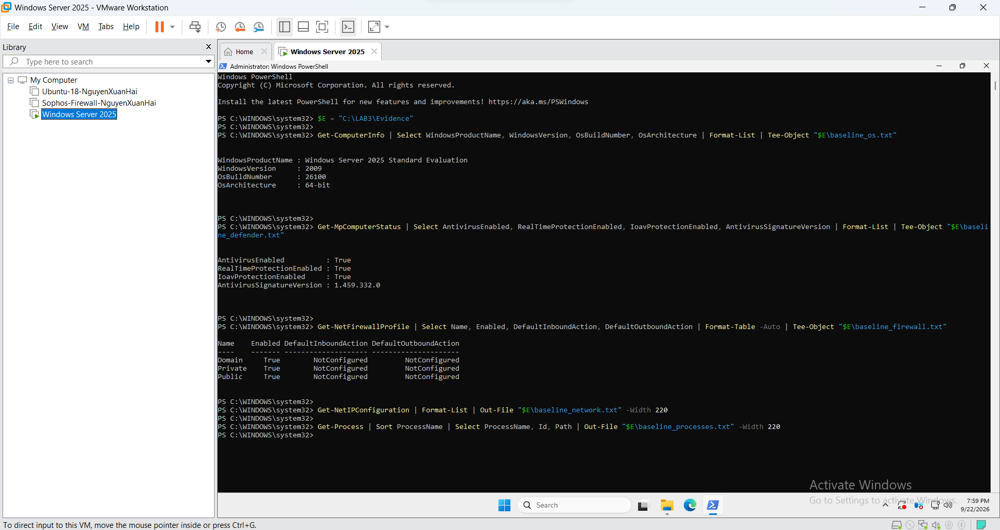 Windows Server 2025 - VMware Workstation
File Edit View VM Tabs Help
Library
Type here to search
My Computer
Ubuntu-18-NguyenXuanHai
Sophos-Firewall-NguyenXuanHai
Windows Server 2025
Home
Windows Server 2025
Administrator: Windows PowerShell
Windows PowerShell
Copyright (C) Microsoft Corporation. All rights reserved.
Install the latest PowerShell for new features and improvements! https://aka.ms/PSWindows
PS C:\WINDOWS\system32> $E = "C:\LAB3\Evidence"
PS C:\WINDOWS\system32>
PS C:\WINDOWS\system32> Get-ComputerInfo | Select WindowsProductName, WindowsVersion, OsBuildNumber, OsArchitecture | Format-List | Tee-Object "$E\baseline_os.txt"
WindowsProductName : Windows Server 2025 Standard Evaluation
WindowsVersion : 2009
OsBuildNumber : 26100
OsArchitecture : 64-bit
PS C:\WINDOWS\system32>
PS C:\WINDOWS\system32> Get-MpComputerStatus | Select AntivirusEnabled, RealTimeProtectionEnabled, IoavProtectionEnabled, AntivirusSignatureVersion | Format-List | Tee-Object "$E\baseli
ne_defender.txt"
AntivirusEnabled : True
RealTimeProtectionEnabled : True
IoavProtectionEnabled : True
AntivirusSignatureVersion : 1.459.332.0
PS C:\WINDOWS\system32>
PS C:\WINDOWS\system32> Get-NetFirewallProfile | Select Name, Enabled, DefaultInboundAction, DefaultOutboundAction | Format-Table -Auto | Tee-Object "$E\baseline_firewall.txt"
Name Enabled DefaultInboundAction DefaultOutboundAction
---- ------- -------------------- ---------------------
Domain True NotConfigured NotConfigured
Private True NotConfigured NotConfigured
Public True NotConfigured NotConfigured
PS C:\WINDOWS\system32>
PS C:\WINDOWS\system32> Get-NetIPConfiguration | Format-List | Out-File "$E\baseline_network.txt" -Width 220
PS C:\WINDOWS\system32>
PS C:\WINDOWS\system32> Get-Process | Sort ProcessName | Select ProcessName, Id, Path | Out-File "$E\baseline_processes.txt" -Width 220
PS C:\WINDOWS\system32>
Activate Windows
Go to Settings to activate Windows.
Search
7:59 PM
9/22/2026
To direct input to this VM, move the mouse pointer inside or press Ctrl+G.